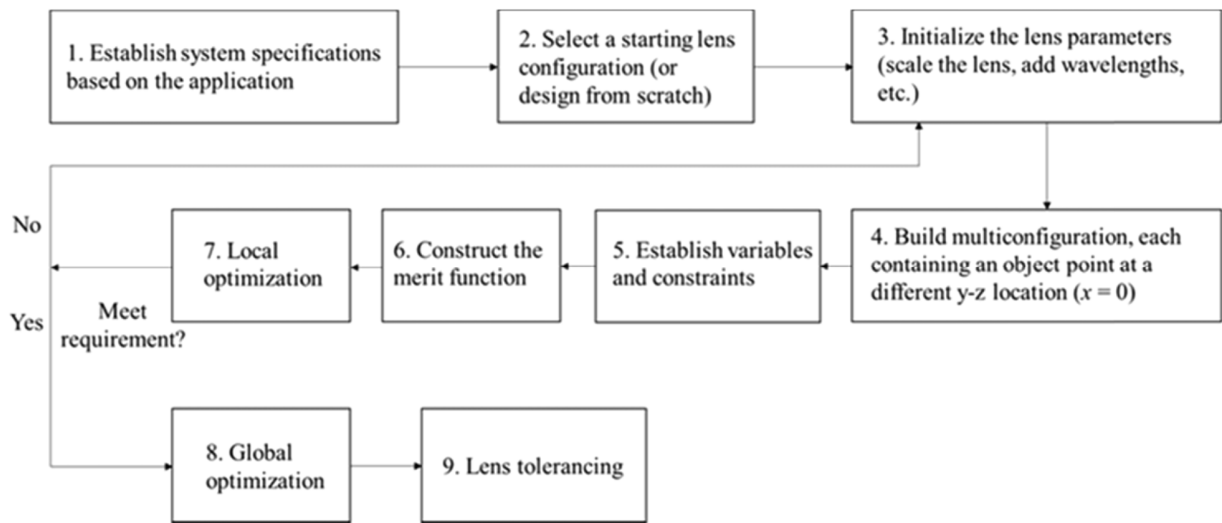 1. Establish system specifications
based on the application
2. Select a starting lens
configuration (or
design from scratch)
3. Initialize the lens parameters
(scale the lens, add wavelengths,
etc.)
No
7. Local
optimization
6. Construct the
merit function
5. Establish variables
and constraints
4. Build multiconfiguration, each
containing an object point at a
different y-z location (x = 0)
Yes
Meet
requirement?
8. Global
optimization
9. Lens tolerancing